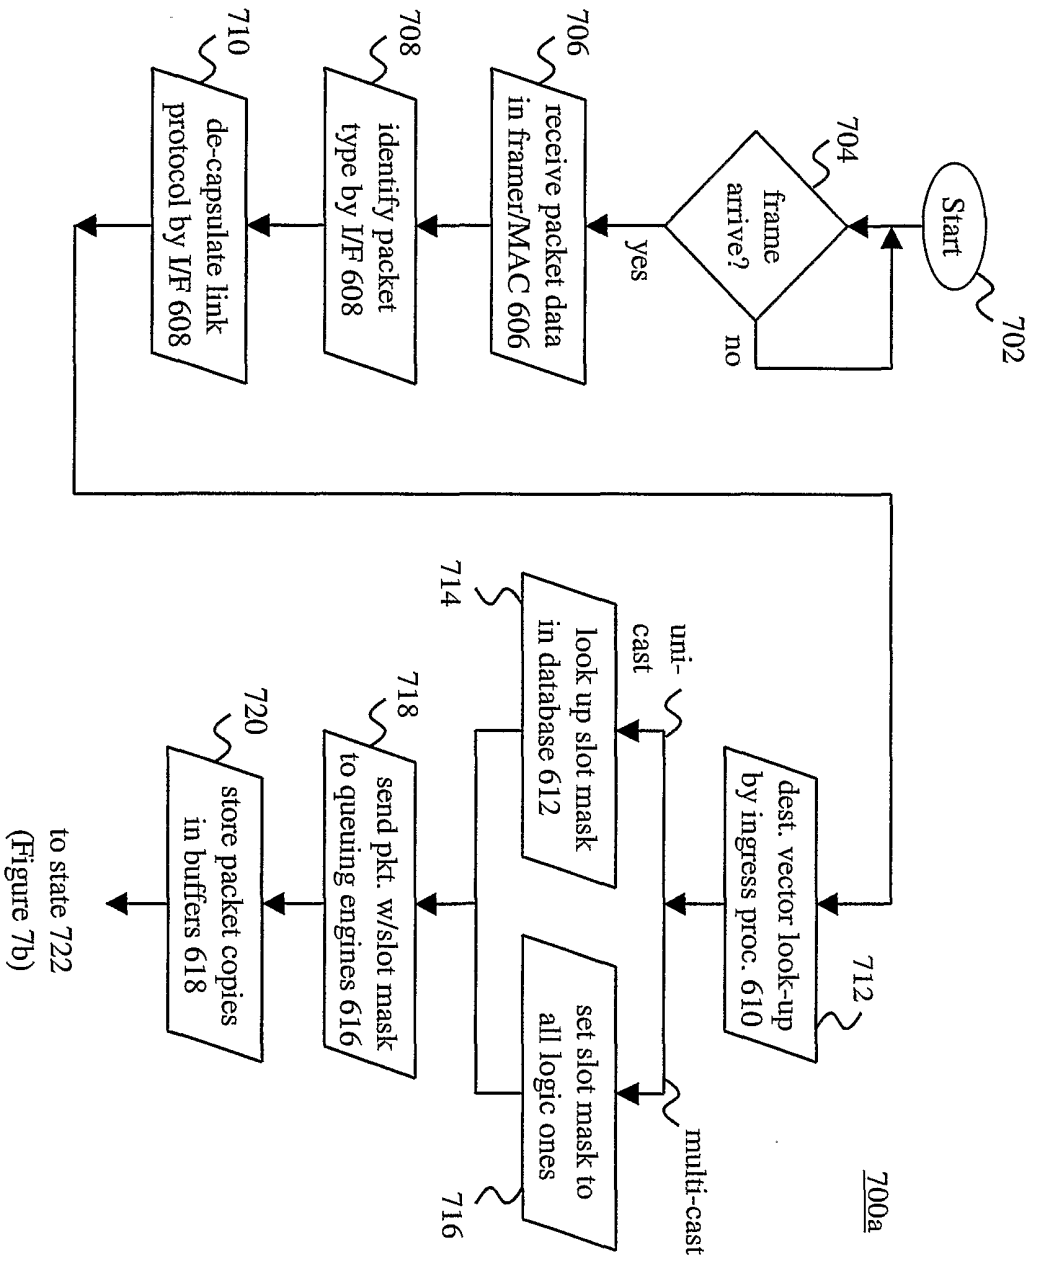 700a
Start
702
704
frame
arrive?
no
yes
706
receive packet data
in framer/MAC 606
708
identify packet
type by I/F 608
710
de-capsulate link
protocol by I/F 608
712
dest. vector look-up
by ingress proc. 610
uni-
cast
multi-cast
714
look up slot mask
in database 612
set slot mask to
all logic ones
716
718
send pkt. w/slot mask
to queuing engines 616
720
store packet copies
in buffers 618
to state 722
(Figure 7b)